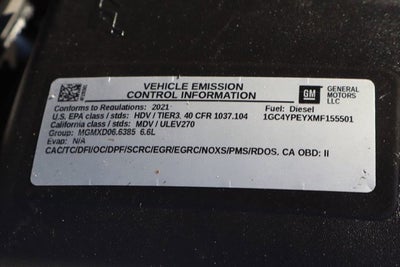 VEHICLE EMISSION
CONTROL INFORMATION
GM
GENERAL
MOTORS
LLC
Conforms to Regulations: 2021
Fuel: Diesel
U.S. EPA class / stds: HDV / TIER3. 40 CFR 1037.104
1GC4YPEYXMF155501
California class / stds: MDV / ULEV270
Group: MGMXD06.6385 6.6L
Evap: N/A
CAC/TC/DFI/OC/DPF/SCRC/EGR/EGRC/NOXS/PMS/RDOS. CA OBD: II